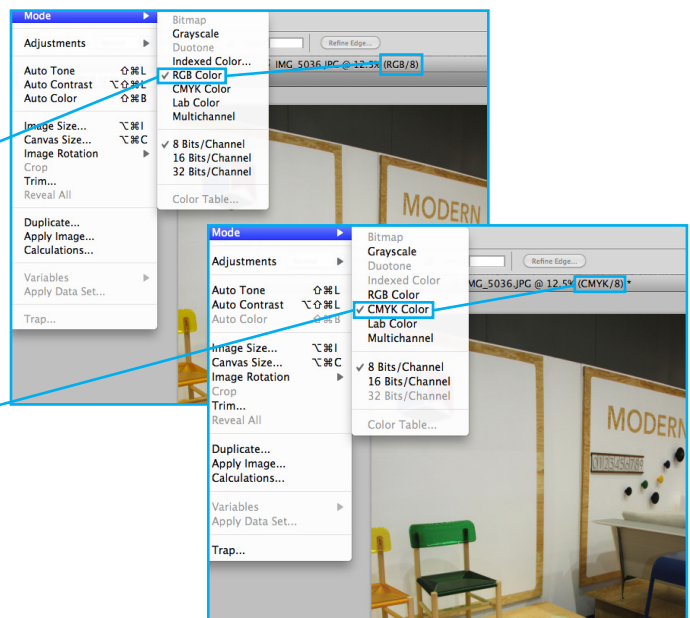 Mode
Adjustments
Auto Tone ⇧⌘L
Auto Contrast ⌥⇧⌘L
Auto Color ⇧⌘B
Image Size... ⌥⌘I
Canvas Size... ⌥⌘C
Image Rotation
Crop
Trim...
Reveal All
Duplicate...
Apply Image...
Calculations...
Variables
Apply Data Set...
Trap...
Bitmap
Grayscale
Duotone
Indexed Color...
✓ RGB Color
CMYK Color
Lab Color
Multichannel
✓ 8 Bits/Channel
16 Bits/Channel
32 Bits/Channel
Color Table...
Refine Edge...
IMG_5036.JPG @ 12.5% (RGB/8)
MODERN
Mode
Adjustments
Auto Tone ⇧⌘L
Auto Contrast ⌥⇧⌘L
Auto Color ⇧⌘B
Image Size... ⌥⌘I
Canvas Size... ⌥⌘C
Image Rotation
Crop
Trim...
Reveal All
Duplicate...
Apply Image...
Calculations...
Variables
Apply Data Set...
Trap...
Bitmap
Grayscale
Duotone
Indexed Color
RGB Color
✓ CMYK Color
Lab Color
Multichannel
✓ 8 Bits/Channel
16 Bits/Channel
32 Bits/Channel
Color Table...
Refine Edge...
MG_5036.JPG @ 12.5% (CMYK/8) *
MODERN